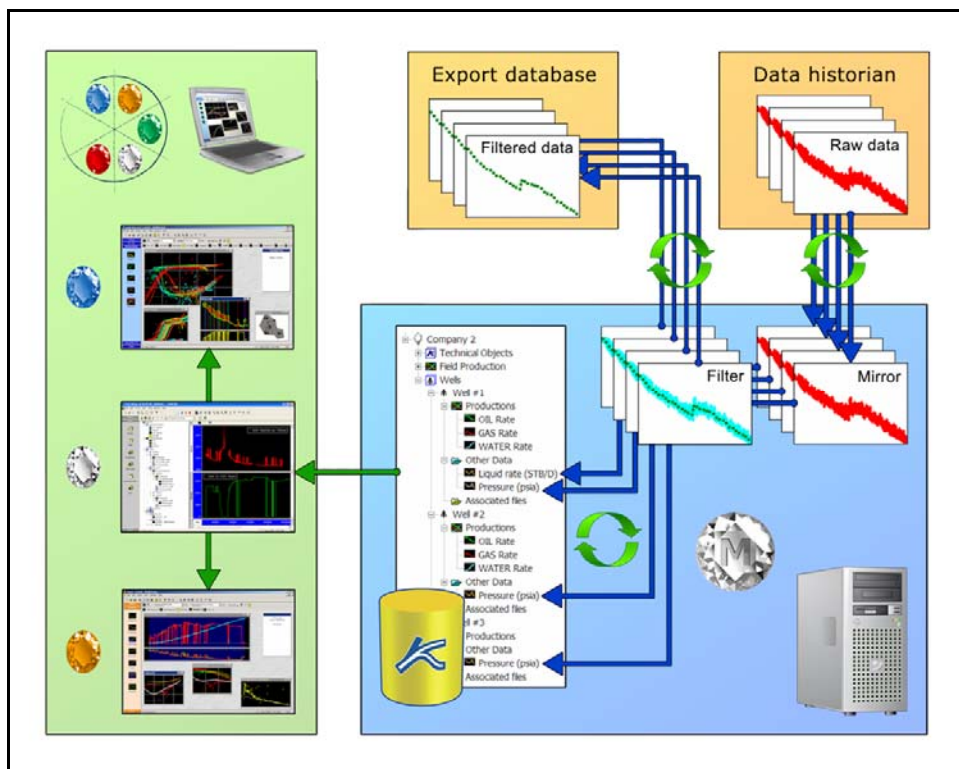 Export database
Data historian
Filtered data
Raw data
Company 2
Technical Objects
Field Production
Wells
Well #1
Productions
OIL Rate
GAS Rate
WATER Rate
Other Data
Liquid rate (STB/D)
Pressure (psia)
Associated files
Well #2
Productions
OIL Rate
GAS Rate
WATER Rate
Other Data
Pressure (psia)
Associated files
ell #3
Productions
Other Data
Pressure (psia)
Associated files
Filter
Mirror
M